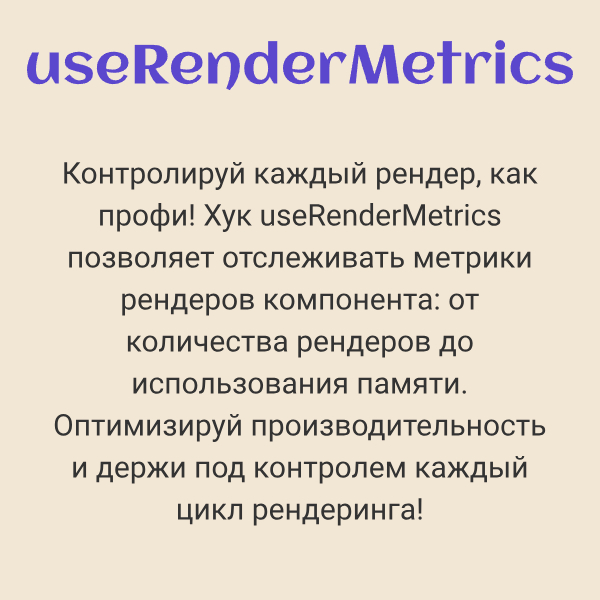 useRenderMetrics
Контролируй каждый рендер, как
профи! Хук useRenderMetrics
позволяет отслеживать метрики
рендеров компонента: от
количества рендеров до
использования памяти.
Оптимизируй производительность
и держи под контролем каждый
цикл рендеринга!